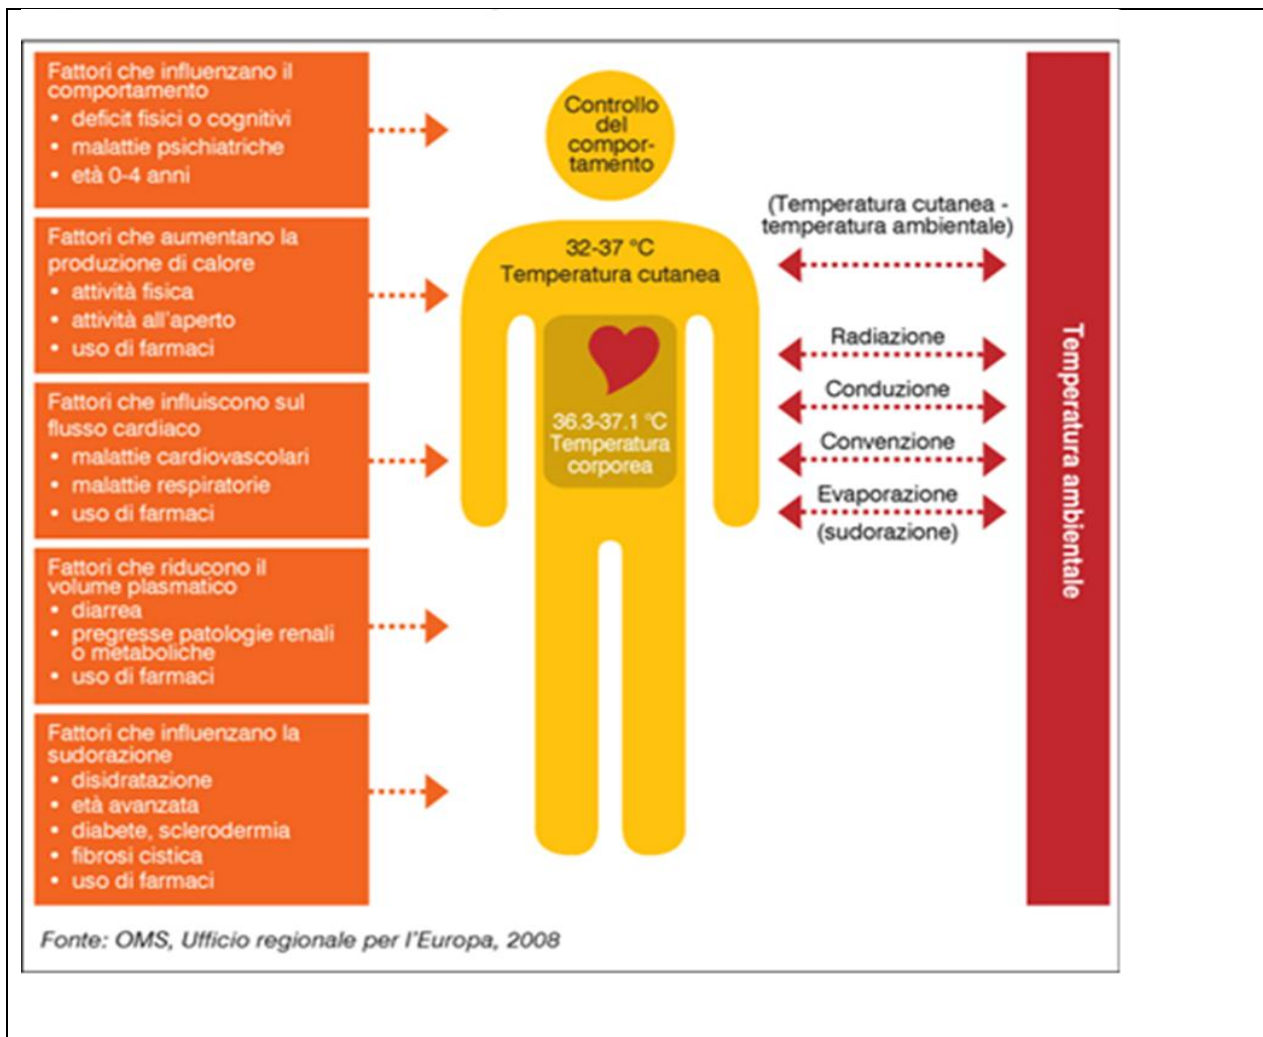 Fattori che influenzano il
comportamento
• deficit fisici o cognitivi
• malattie psichiatriche
• età 0-4 anni
Fattori che aumentano la
produzione di calore
• attività fisica
• attività all'aperto
• uso di farmaci
Fattori che influiscono sul
flusso cardiaco
• malattie cardiovascolari
• malattie respiratorie
• uso di farmaci
Fattori che riducono il
volume plasmatico
• diarrea
• pregresse patologie renali
o metaboliche
• uso di farmaci
Fattori che influenzano la
sudorazione
• disidratazione
• età avanzata
• diabete, sclerodermia
• fibrosi cistica
• uso di farmaci
Controllo
del
compor-
tamento
32-37 °C
Temperatura cutanea
36.3-37.1 °C
Temperatura
corporea
(Temperatura cutanea -
temperatura ambientale)
Radiazione
Conduzione
Convenzione
Evaporazione
(sudorazione)
Temperatura ambientale
Fonte: OMS, Ufficio regionale per l'Europa, 2008